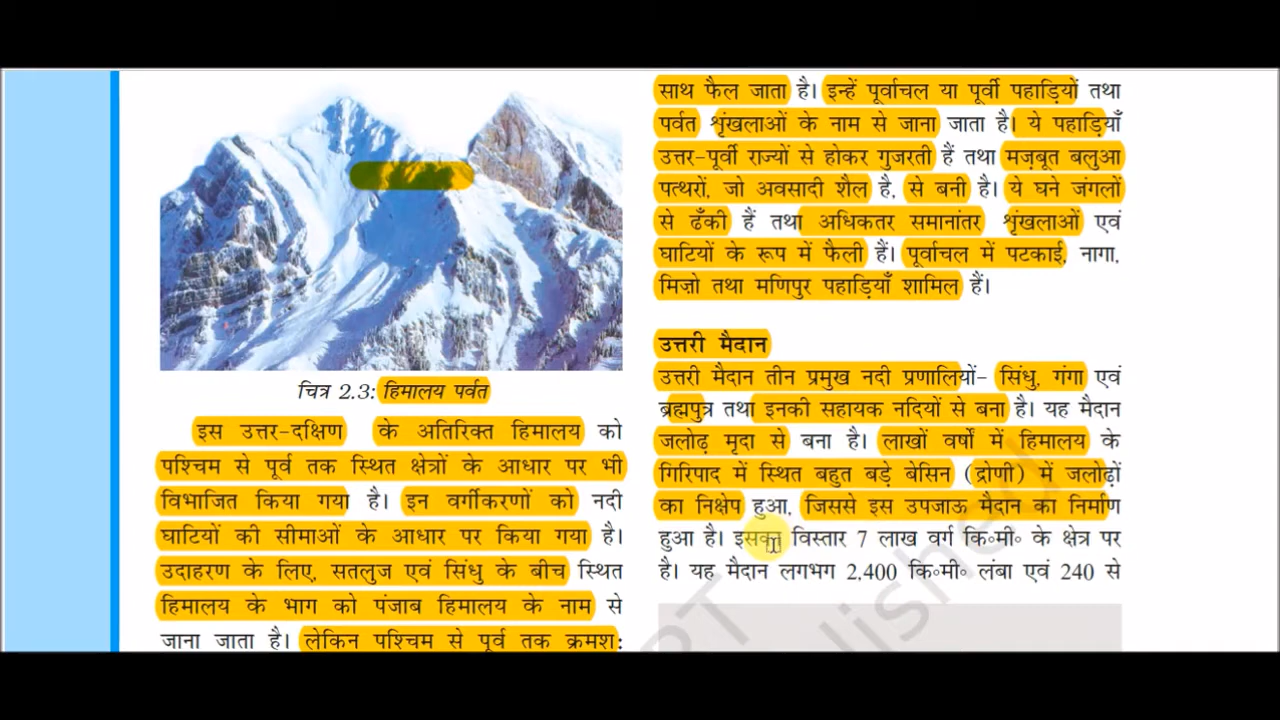 चित्र 2.3: हिमालय पर्वत
इस उत्तर-दक्षिण के अतिरिक्त हिमालय को
पश्चिम से पूर्व तक स्थित क्षेत्रों के आधार पर भी
विभाजित किया गया है। इन वर्गीकरणों को नदी
घाटियों की सीमाओं के आधार पर किया गया है।
उदाहरण के लिए, सतलुज एवं सिंधु के बीच स्थित
हिमालय के भाग को पंजाब हिमालय के नाम से
जाना जाता है। लेकिन पश्चिम से पूर्व तक क्रमश:
साथ फैल जाता है। इन्हें पूर्वाचल या पूर्वी पहाड़ियों तथा
पर्वत शृंखलाओं के नाम से जाना जाता है। ये पहाड़ियाँ
उत्तर-पूर्वी राज्यों से होकर गुजरती हैं तथा मज़बूत बलुआ
पत्थरों, जो अवसादी शैल है, से बनी है। ये घने जंगलों
से ढँकी हैं तथा अधिकतर समानांतर शृंखलाओं एवं
घाटियों के रूप में फैली हैं। पूर्वाचल में पटकाई, नागा,
मिज़ो तथा मणिपुर पहाड़ियाँ शामिल हैं।
उत्तरी मैदान
उत्तरी मैदान तीन प्रमुख नदी प्रणालियों- सिंधु, गंगा एवं
ब्रह्मपुत्र तथा इनकी सहायक नदियों से बना है। यह मैदान
जलोढ़ मृदा से बना है। लाखों वर्षों में हिमालय के
गिरिपाद में स्थित बहुत बड़े बेसिन (द्रोणी) में जलोढ़ों
का निक्षेप हुआ, जिससे इस उपजाऊ मैदान का निर्माण
हुआ है। इसका विस्तार 7 लाख वर्ग कि॰मी॰ के क्षेत्र पर
है। यह मैदान लगभग 2,400 कि॰मी॰ लंबा एवं 240 से